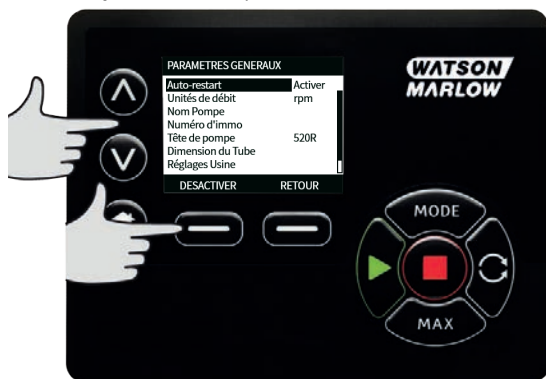 PARAMETRES GENERAUX
WATSON
MARLOW
Auto-restart Activer
Unités de débit rpm
Nom Pompe
Numéro d'immo
Tête de pompe 520R
Dimension du Tube
Réglages Usine
DESACTIVER RETOUR
MODE
MAX